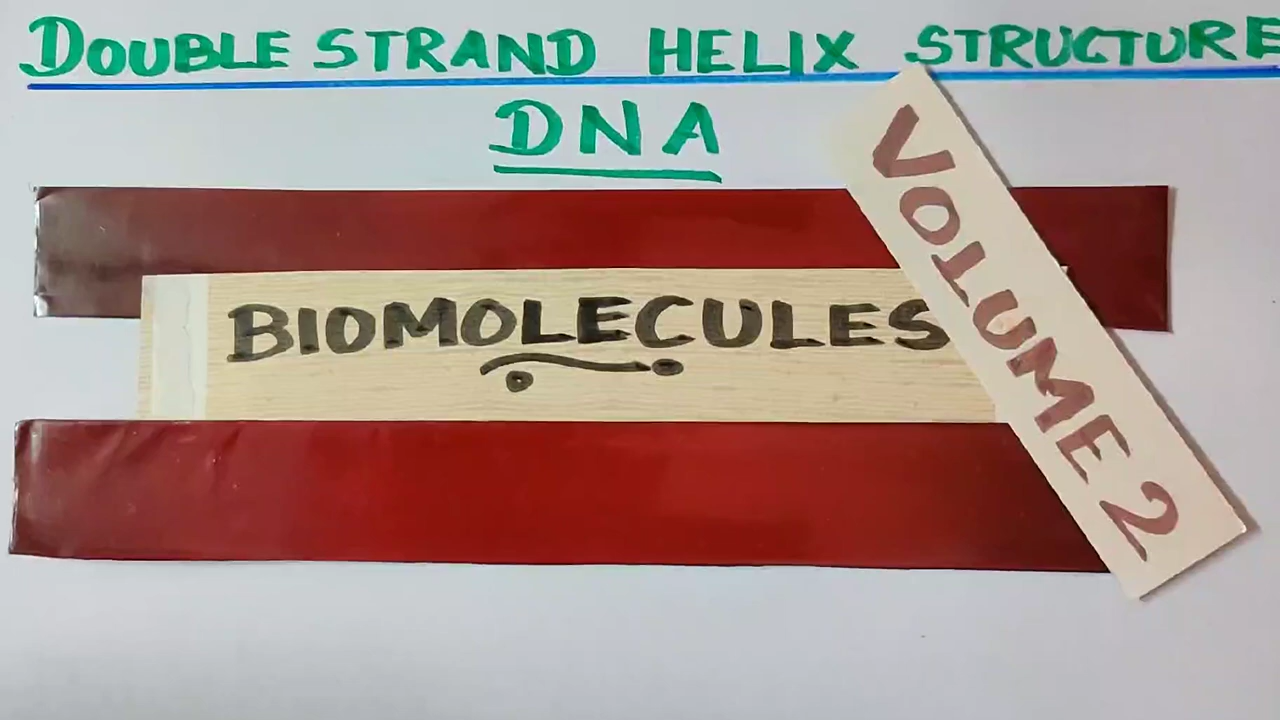 DOUBLE STRAND HELIX STRUCTURE
DNA
BIOMOLECULES
VOLUME 2